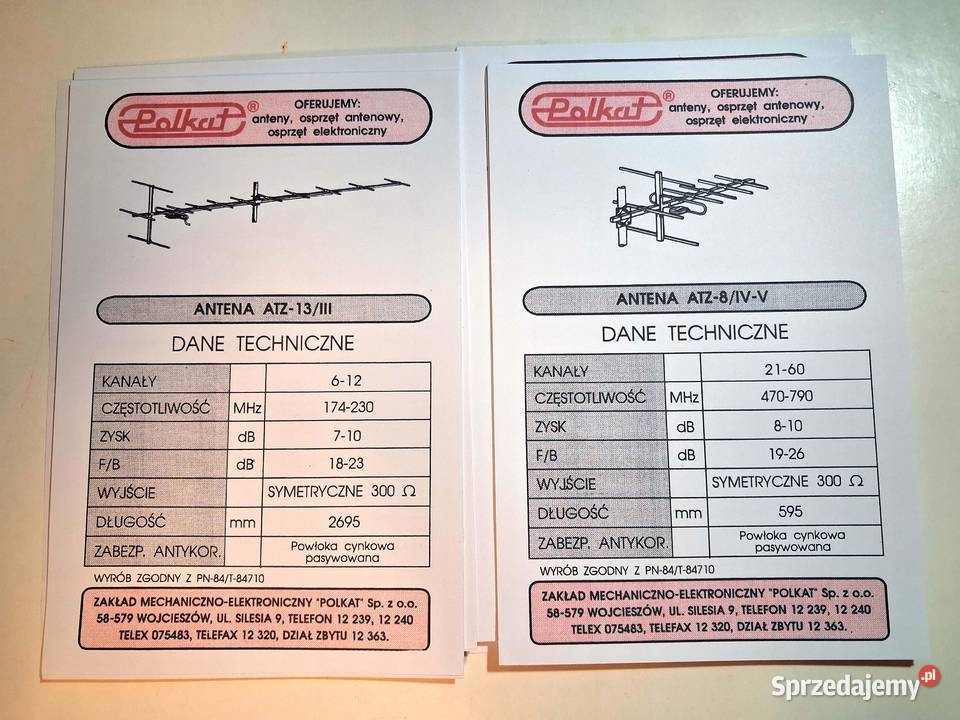 Polkat®
OFERUJEMY:
anteny, osprzęt antenowy,
osprzęt elektroniczny
ANTENA ATZ-13/III
DANE TECHNICZNE
KANAŁY 6-12
CZĘSTOTLIWOŚĆ MHz 174-230
ZYSK dB 7-10
F/B dB 18-23
WYJŚCIE SYMETRYCZNE 300 Ω
DŁUGOŚĆ mm 2695
ZABEZP. ANTYKOR. Powłoka cynkowa
pasywowana
WYRÓB ZGODNY Z PN-84/T-84710
ZAKŁAD MECHANICZNO-ELEKTRONICZNY "POLKAT" Sp. z o.o.
58-579 WOJCIESZÓW, UL. SILESIA 9, TELEFON 12 239, 12 240
TELEX 075483, TELEFAX 12 320, DZIAŁ ZBYTU 12 363.
Polkat®
OFERUJEMY:
anteny, osprzęt antenowy,
osprzęt elektroniczny
ANTENA ATZ-8/IV-V
DANE TECHNICZNE
KANAŁY 21-60
CZĘSTOTLIWOŚĆ MHz 470-790
ZYSK dB 8-10
F/B dB 19-26
WYJŚCIE SYMETRYCZNE 300 Ω
DŁUGOŚĆ mm 595
ZABEZP. ANTYKOR. Powłoka cynkowa
pasywowana
WYRÓB ZGODNY Z PN-84/T-84710
ZAKŁAD MECHANICZNO-ELEKTRONICZNY "POLKAT" Sp. z o.o.
58-579 WOJCIESZÓW, UL. SILESIA 9, TELEFON 12 239, 12 240
TELEX 075483, TELEFAX 12 320, DZIAŁ ZBYTU 12 363.
Sprzedajemy.pl